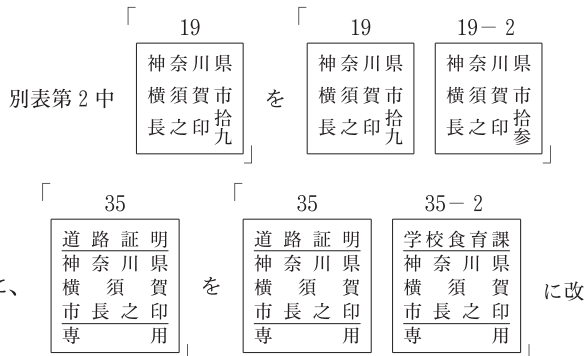 「
19
神奈川県
横須賀市
長之印拾九
」
別表第2中
を
「
19
神奈川県
横須賀市
長之印拾九
19-2
神奈川県
横須賀市
長之印拾参
」
に、
「
35
道路証明
神奈川県
横須賀
市長之印
専用
」
を
「
35
道路証明
神奈川県
横須賀
市長之印
専用
35-2
学校食育課
神奈川県
横須賀
市長之印
専用
」
に改